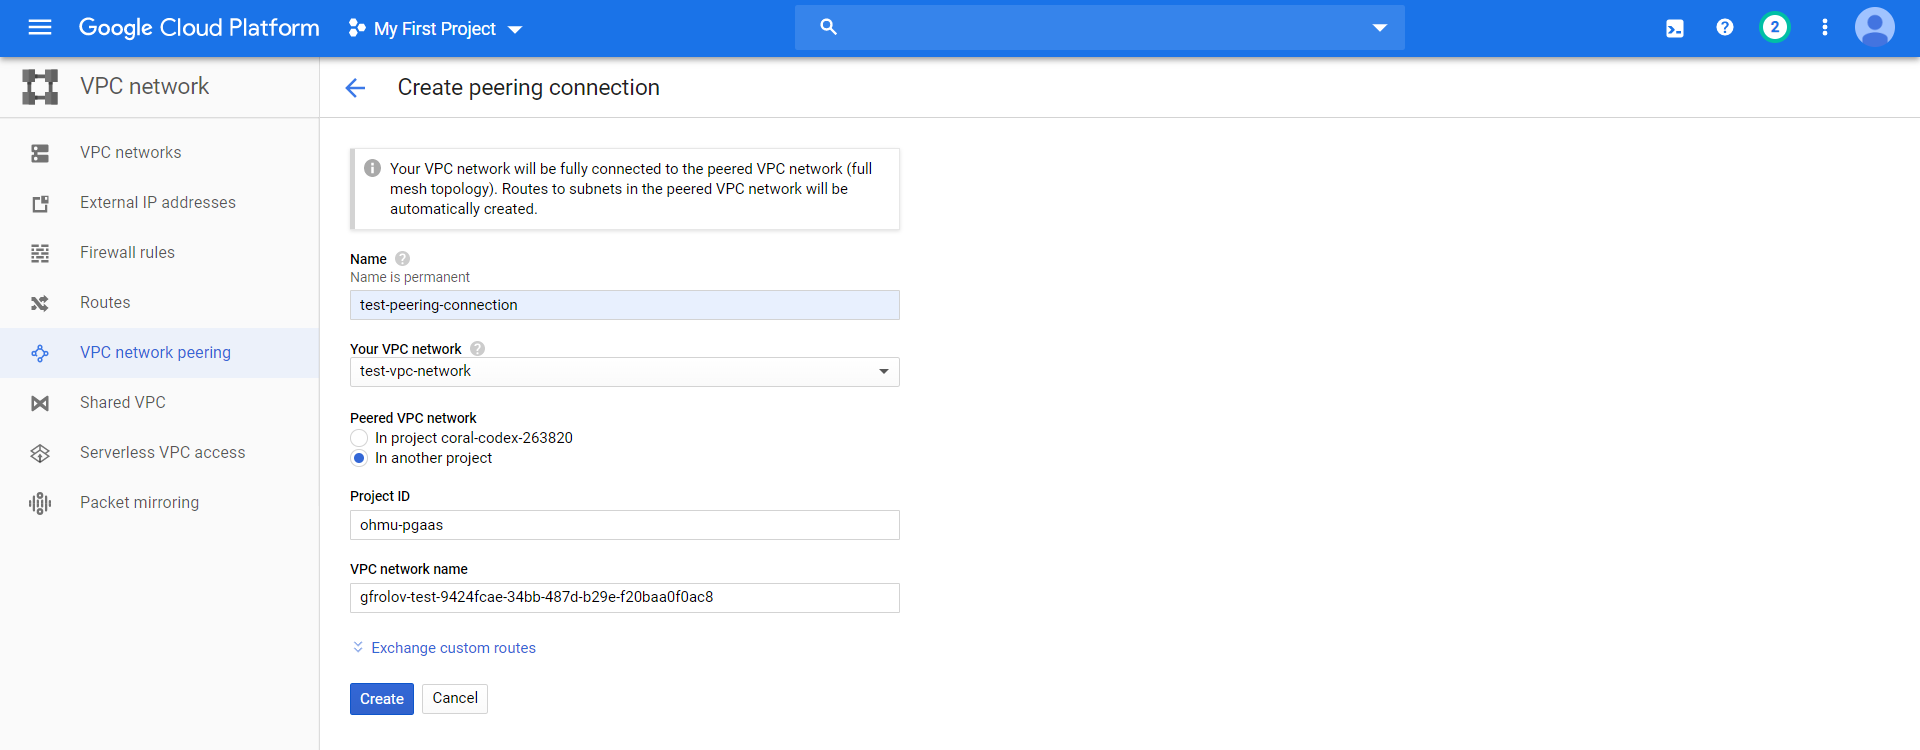 Google Cloud Platform
My First Project
2
VPC network
Create peering connection
VPC networks
External IP addresses
Firewall rules
Routes
VPC network peering
Shared VPC
Serverless VPC access
Packet mirroring
Your VPC network will be fully connected to the peered VPC network (full
mesh topology). Routes to subnets in the peered VPC network will be
automatically created.
Name
Name is permanent
test-peering-connection
Your VPC network
test-vpc-network
Peered VPC network
In project coral-codex-263820
In another project
Project ID
ohmu-pgaas
VPC network name
gfrolov-test-9424fcae-34bb-487d-b29e-f20baa0f0ac8
Exchange custom routes
Create
Cancel